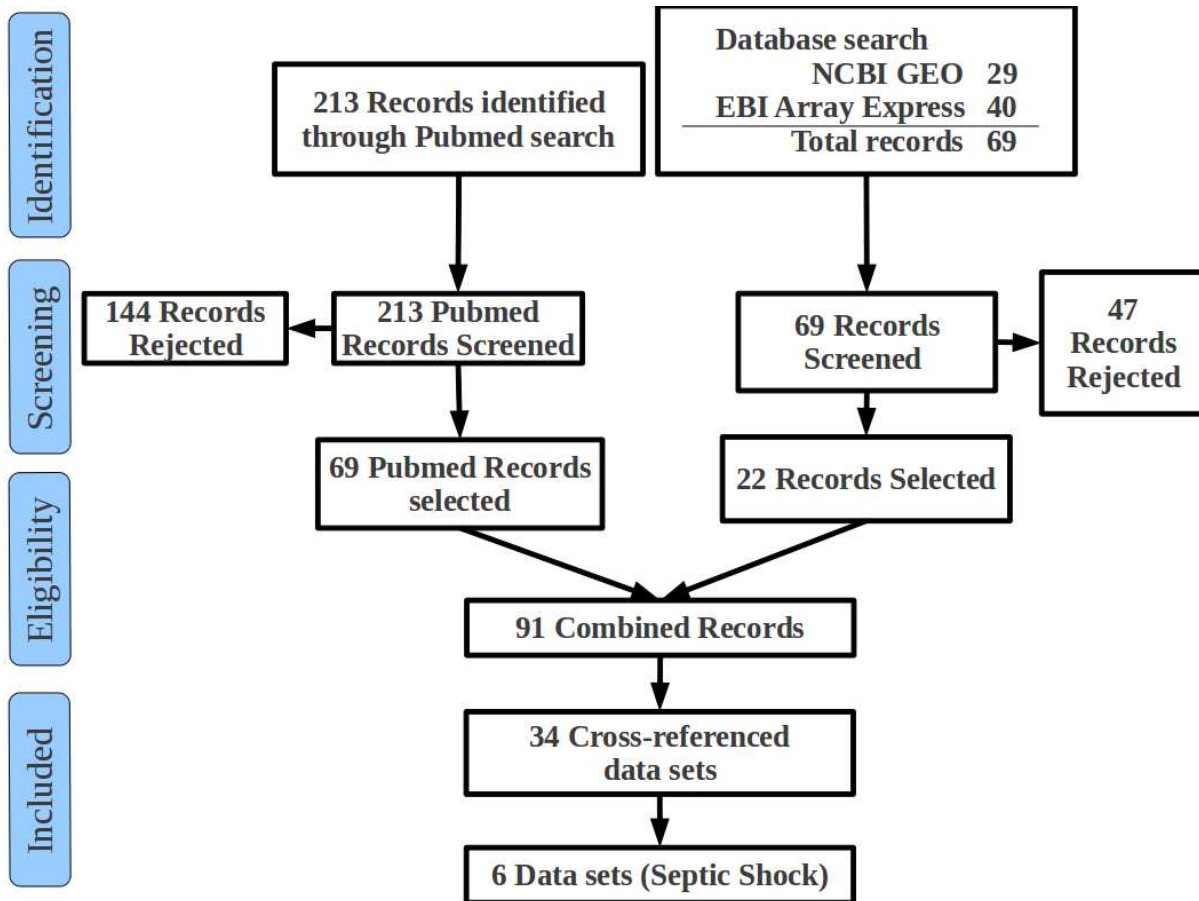 Identification
213 Records identified
through Pubmed search
Database search
NCBI GEO 29
EBI Array Express 40
Total records 69
Screening
144 Records
Rejected
213 Pubmed
Records Screened
69 Records
Screened
47
Records
Rejected
69 Pubmed Records
selected
22 Records Selected
Eligibility
91 Combined Records
Included
34 Cross-referenced
data sets
6 Data sets (Septic Shock)